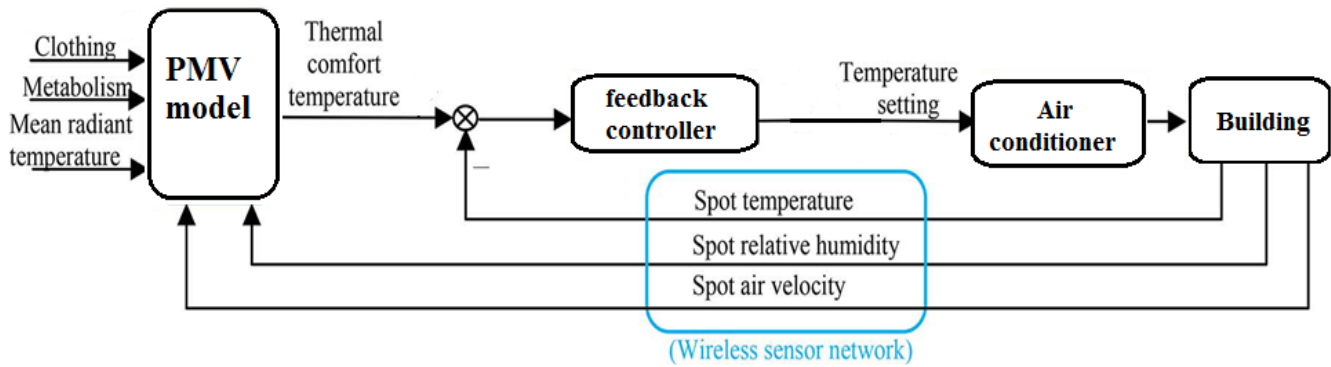 Clothing
Metabolism
Mean radiant
temperature
PMV
model
Thermal
comfort
temperature
feedback
controller
Temperature
setting
Air
conditioner
Building
Spot temperature
Spot relative humidity
Spot air velocity
(Wireless sensor network)